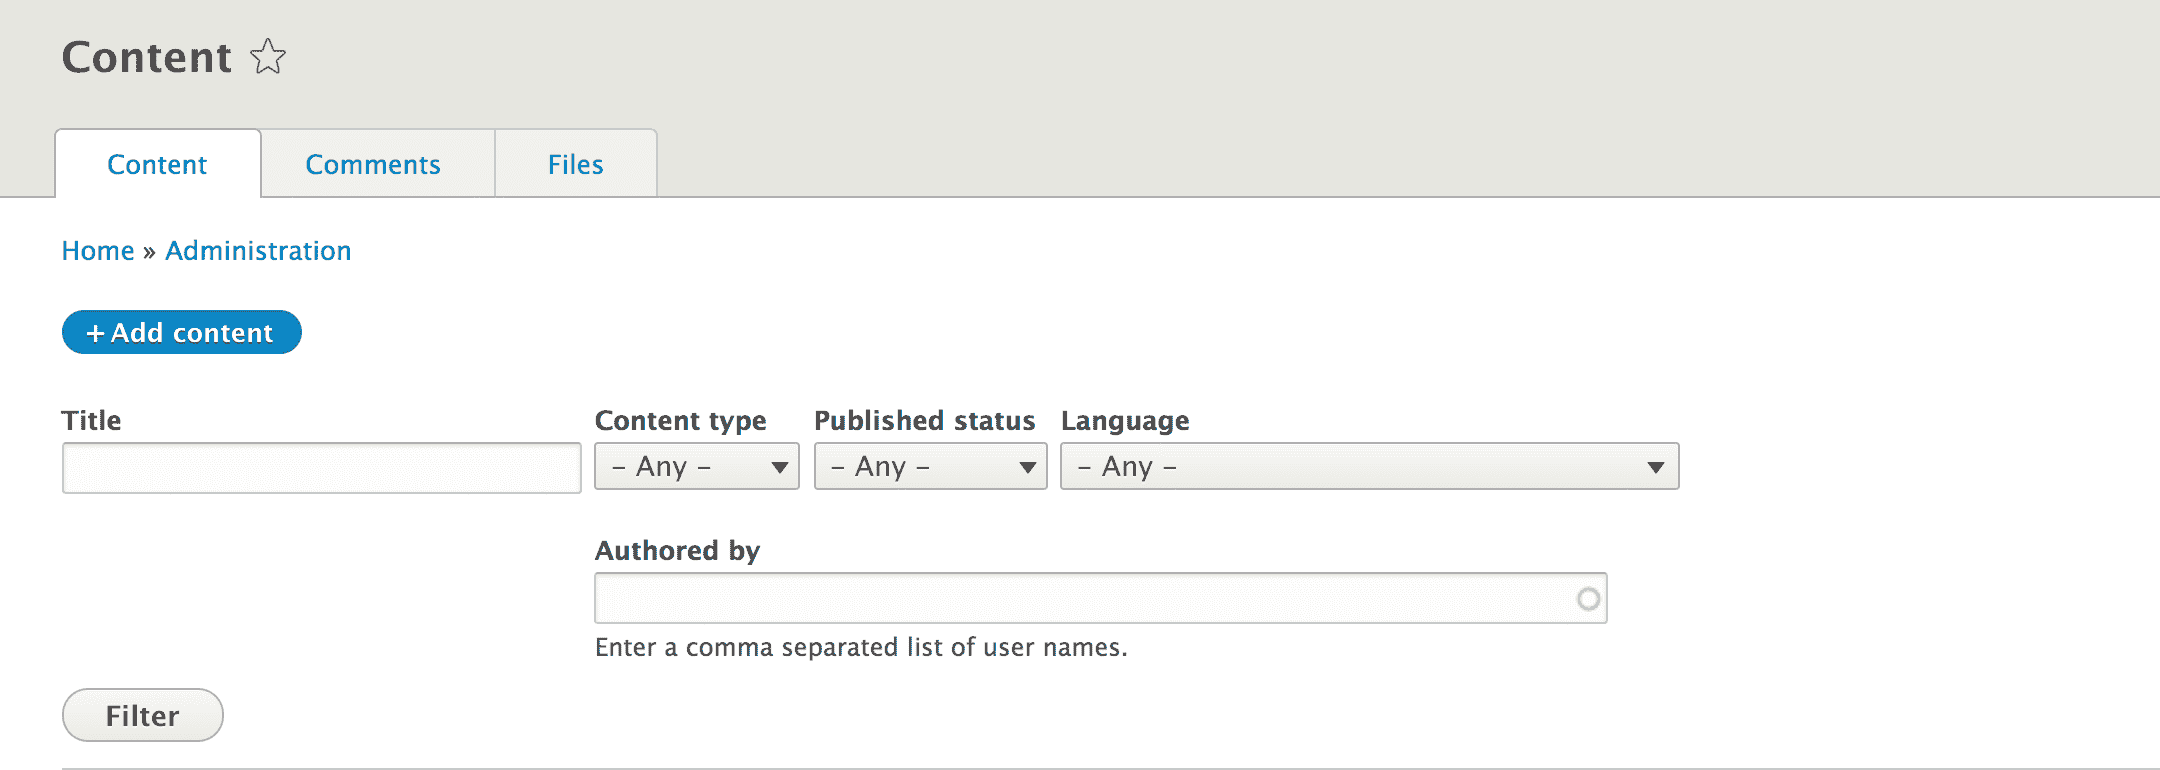 Content
Content Comments Files
Home » Administration
+ Add content
Title Content type Published status Language
– Any – – Any – – Any –
Authored by
Enter a comma separated list of user names.
Filter